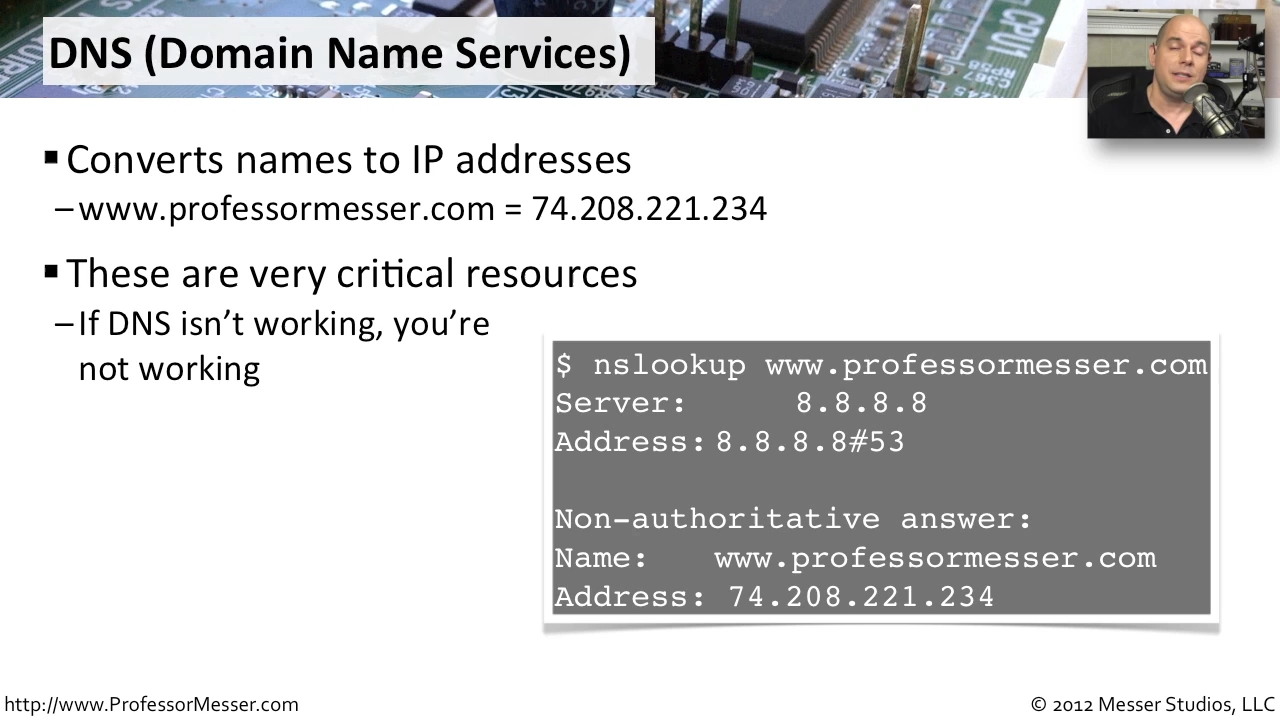 DNS (Domain Name Services)
▪ Converts names to IP addresses
– www.professormesser.com = 74.208.221.234
▪ These are very critical resources
– If DNS isn't working, you're
not working
$ nslookup www.professormesser.com
Server: 8.8.8.8
Address: 8.8.8.8#53
Non-authoritative answer:
Name: www.professormesser.com
Address: 74.208.221.234
http://www.ProfessorMesser.com
© 2012 Messer Studios, LLC